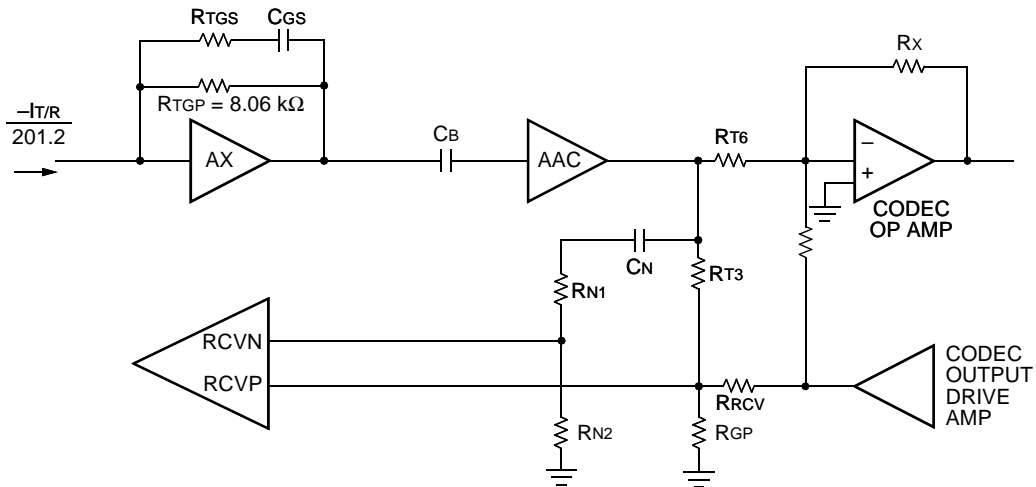 RTGS
CGS
RX
RTGP = 8.06 kΩ
–IT/R
201.2
CB
RT6
AX
AAC
–
+
CODEC
OP AMP
CN
RT3
RN1
RCVN
RCVP
RRCV
CODEC
OUTPUT
DRIVE
AMP
RN2
RGP